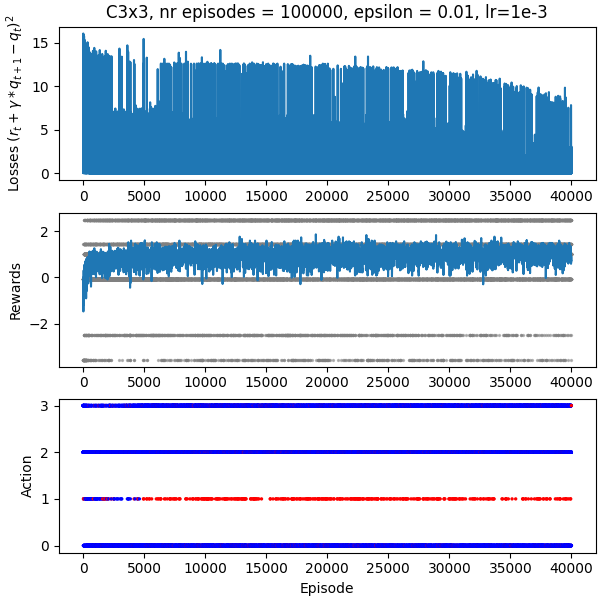 C3x3, nr episodes = 100000, epsilon = 0.01, lr=1e-3
Losses $(r_t + \gamma * q_{t+1} - q_t)^2$
15
10
5
0
0 5000 10000 15000 20000 25000 30000 35000 40000
Rewards
2
0
−2
0 5000 10000 15000 20000 25000 30000 35000 40000
Action
3
2
1
0
0 5000 10000 15000 20000 25000 30000 35000 40000
Episode